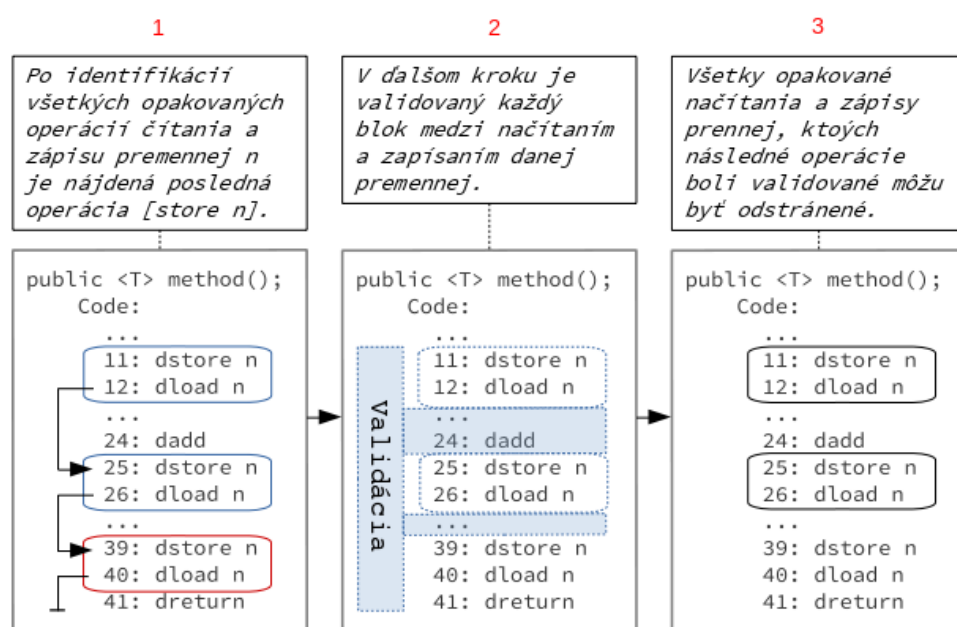 1
Po identifikácií
všetkých opakovaných
operácií čítania a
zápisu premennej n
je nájdená posledná
operácia [store n].
public <T> method();
Code:
...
11: dstore n
12: dload n
...
24: dadd
25: dstore n
26: dload n
...
39: dstore n
40: dload n
41: dreturn
2
V ďalšom kroku je
validovaný každý
blok medzi načítaním
a zapísaním danej
premennej.
public <T> method();
Code:
...
11: dstore n
12: dload n
...
24: dadd
25: dstore n
26: dload n
...
39: dstore n
40: dload n
41: dreturn
Validácia
3
Všetky opakované
načítania a zápisy
prennej, ktoých
následné operácie
boli validované môžu
byť odstránené.
public <T> method();
Code:
...
11: dstore n
12: dload n
...
24: dadd
25: dstore n
26: dload n
...
39: dstore n
40: dload n
41: dreturn